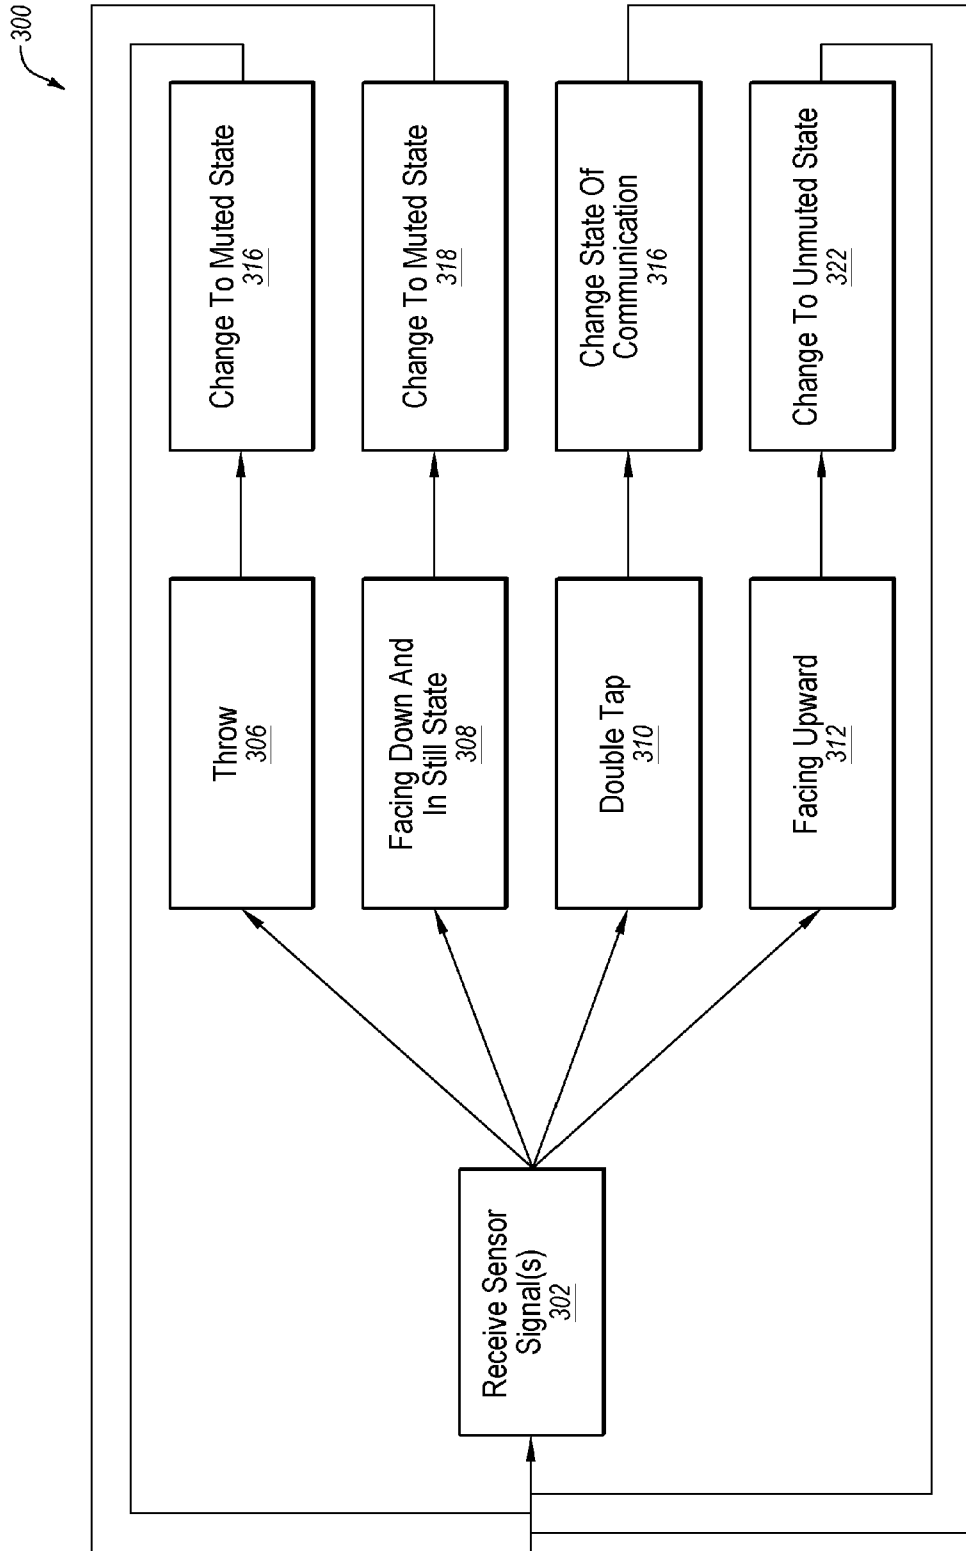 300
Receive Sensor
Signal(s)
302
Throw
306
Change To Muted State
316
Facing Down And
In Still State
308
Change To Muted State
318
Double Tap
310
Change State Of
Communication
316
Facing Upward
312
Change To Unmuted State
322